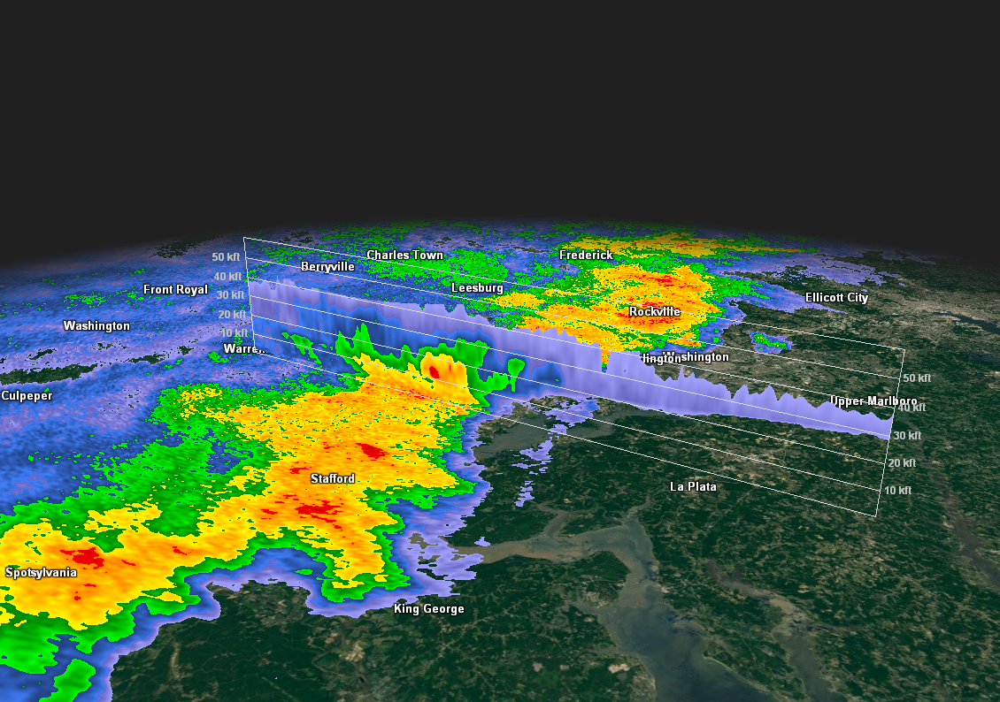 50 kft
Charles Town
Frederick
Berryville
40 kft
Leesburg
Front Royal
30 kft
Ellicott City
Rockville
20 kft
Washington
10 kft
Washington
50 kft
Culpeper
Upper Marlboro
40 kft
30 kft
20 kft
Stafford
La Plata
10 kft
Spotsylvania
King George